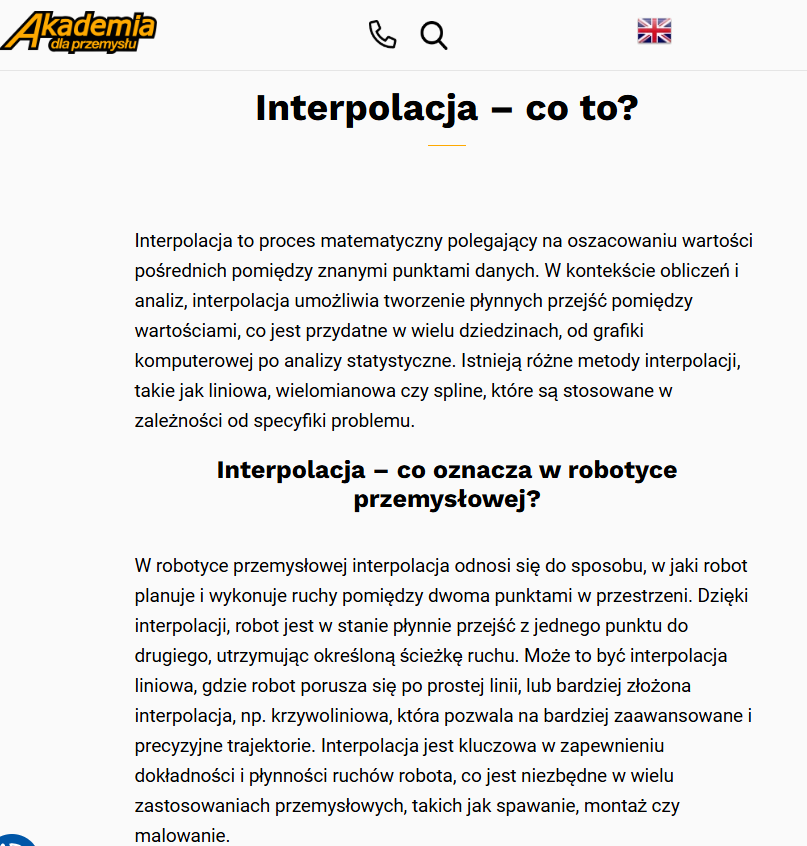 Akademia
dla przemysłu
Interpolacja – co to?
Interpolacja to proces matematyczny polegający na oszacowaniu wartości
pośrednich pomiędzy znanymi punktami danych. W kontekście obliczeń i
analiz, interpolacja umożliwia tworzenie płynnych przejść pomiędzy
wartościami, co jest przydatne w wielu dziedzinach, od grafiki
komputerowej po analizy statystyczne. Istnieją różne metody interpolacji,
takie jak liniowa, wielomianowa czy spline, które są stosowane w
zależności od specyfiki problemu.
Interpolacja – co oznacza w robotyce
przemysłowej?
W robotyce przemysłowej interpolacja odnosi się do sposobu, w jaki robot
planuje i wykonuje ruchy pomiędzy dwoma punktami w przestrzeni. Dzięki
interpolacji, robot jest w stanie płynnie przejść z jednego punktu do
drugiego, utrzymując określoną ścieżkę ruchu. Może to być interpolacja
liniowa, gdzie robot porusza się po prostej linii, lub bardziej złożona
interpolacja, np. krzywoliniowa, która pozwala na bardziej zaawansowane i
precyzyjne trajektorie. Interpolacja jest kluczowa w zapewnieniu
dokładności i płynności ruchów robota, co jest niezbędne w wielu
zastosowaniach przemysłowych, takich jak spawanie, montaż czy
malowanie.